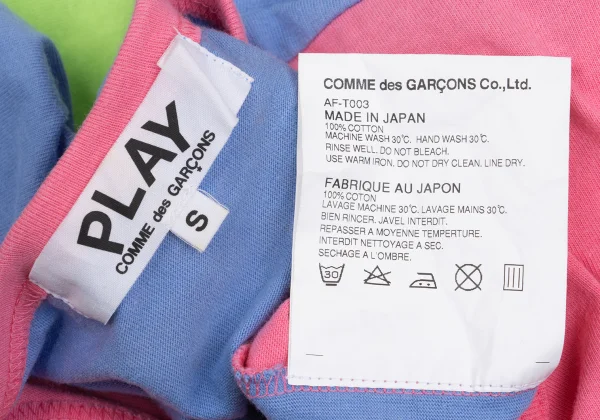 PLAY
COMME des GARÇONS
S
COMME des GARÇONS Co.,Ltd.
AF-T003
MADE IN JAPAN
100% COTTON
MACHINE WASH 30℃. HAND WASH 30℃.
RINSE WELL. DO NOT BLEACH.
USE WARM IRON. DO NOT DRY CLEAN. LINE DRY.
FABRIQUE AU JAPON
100% COTON
LAVAGE MACHINE 30℃. LAVAGE MAINS 30℃.
BIEN RINCER. JAVEL INTERDIT.
REPASSER A MOYENNE TEMPERTURE.
INTERDIT NETTOYAGE A SEC.
SECHAGE A L'OMBRE.
30